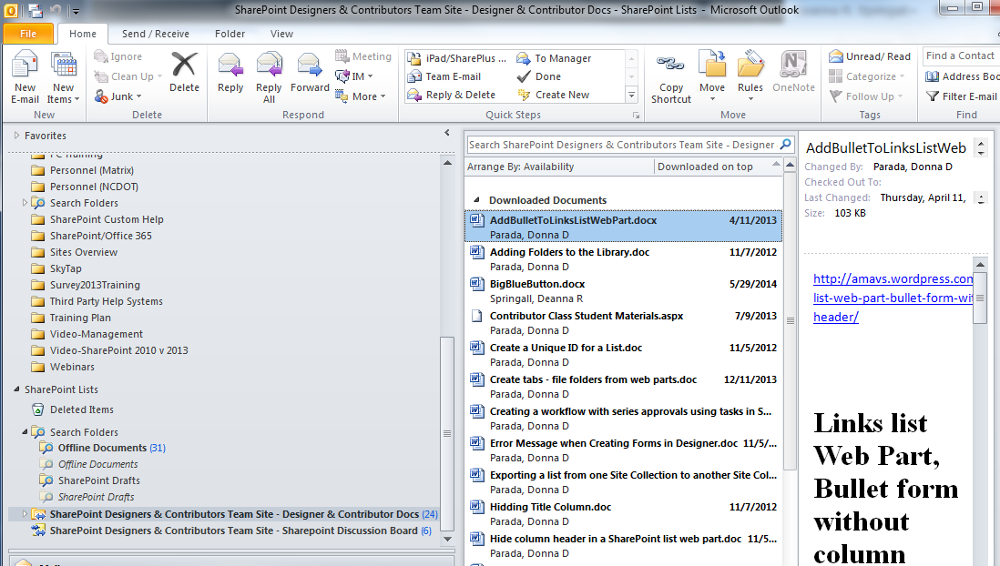 SharePoint Designers & Contributors Team Site - Designer & Contributor Docs - SharePoint Lists - Microsoft Outlook
File Home Send / Receive Folder View
New E-mail
New Items
New
Ignore
Clean Up
Junk
Delete
Delete
Reply
Reply All
Forward
Meeting
IM
More
Respond
iPad/SharePlus ...
Team E-mail
Reply & Delete
To Manager
Done
Create New
Quick Steps
Copy Shortcut
Move
Rules
OneNote
Move
Unread/ Read
Categorize
Follow Up
Tags
Find a Contact
Address Boo
Filter E-mail
Find
Favorites
Personnel (Matrix)
Personnel (NCDOT)
Search Folders
SharePoint Custom Help
SharePoint/Office 365
Sites Overview
SkyTap
Survey2013Training
Third Party Help Systems
Training Plan
Video-Management
Video-SharePoint 2010 v 2013
Webinars
SharePoint Lists
Deleted Items
Search Folders
Offline Documents (31)
Offline Documents
SharePoint Drafts
SharePoint Drafts
SharePoint Designers & Contributors Team Site - Designer & Contributor Docs (24)
SharePoint Designers & Contributors Team Site - Sharepoint Discussion Board (6)
Search SharePoint Designers & Contributors Team Site - Designer
Arrange By: Availability Downloaded on top
Downloaded Documents
AddBulletToLinksListWebPart.docx 4/11/2013
Parada, Donna D
Adding Folders to the Library.doc 11/7/2012
Parada, Donna D
BigBlueButton.docx 5/29/2014
Springall, Deanna R
Contributor Class Student Materials.aspx 7/9/2013
Parada, Donna D
Create a Unique ID for a List.doc 11/5/2012
Parada, Donna D
Create tabs - file folders from web parts.doc 12/11/2013
Parada, Donna D
Creating a workflow with series approvals using tasks in S...
Parada, Donna D
Error Message when Creating Forms in Designer.doc 11/5/...
Parada, Donna D
Exporting a list from one Site Collection to another Site Col...
Parada, Donna D
Hidding Title Column.doc 11/7/2012
Parada, Donna D
Hide column header in a SharePoint list web part.doc 11/5...
Parada, Donna D
AddBulletToLinksListWeb
Changed By: Parada, Donna D
Checked Out To:
Last Changed: Thursday, April 11,
Size: 103 KB
http://amavs.wordpress.com
list-web-part-bullet-form-wit
header/
Links list
Web Part,
Bullet form
without
column